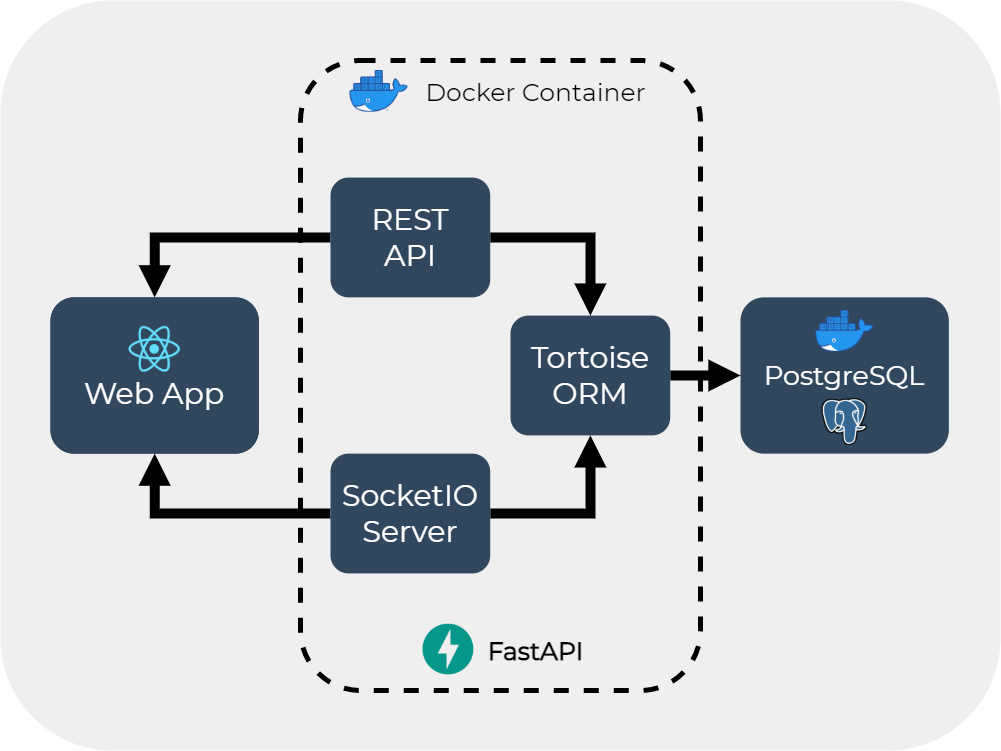 Docker Container
REST
API
Web App
Tortoise
ORM
PostgreSQL
SocketIO
Server
FastAPI